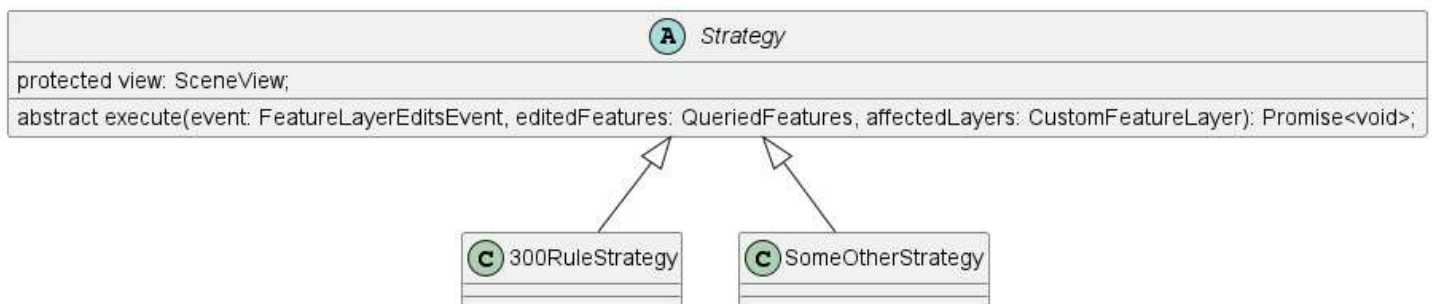 A Strategy
protected view: SceneView;
abstract execute(event: FeatureLayerEditsEvent, editedFeatures: QueriedFeatures, affectedLayers: CustomFeatureLayer): Promise<void>;
C 300RuleStrategy
C SomeOtherStrategy